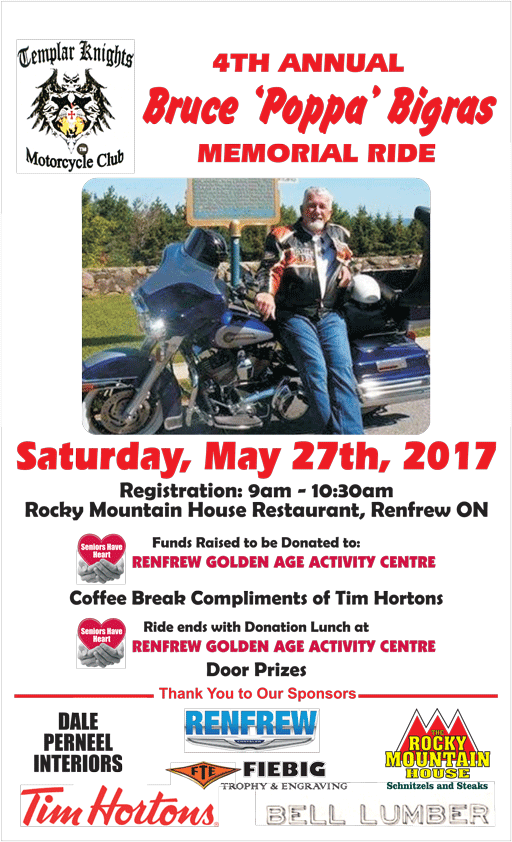 Templar Knights
Motorcycle Club
TM
4TH ANNUAL
Bruce ‘Poppa’ Bigras
MEMORIAL RIDE
Saturday, May 27th, 2017
Registration: 9am - 10:30am
Rocky Mountain House Restaurant, Renfrew ON
Seniors Have
Heart
Funds Raised to be Donated to:
RENFREW GOLDEN AGE ACTIVITY CENTRE
Coffee Break Compliments of Tim Hortons
Seniors Have
Heart
Ride ends with Donation Lunch at
RENFREW GOLDEN AGE ACTIVITY CENTRE
Door Prizes
Thank You to Our Sponsors
DALE
PERNEEL
INTERIORS
RENFREW
CHRYSLER
FTE
FIEBIG
TROPHY & ENGRAVING
THE
ROCKY
MOUNTAIN
HOUSE
Schnitzels and Steaks
Tim Hortons
BELL LUMBER